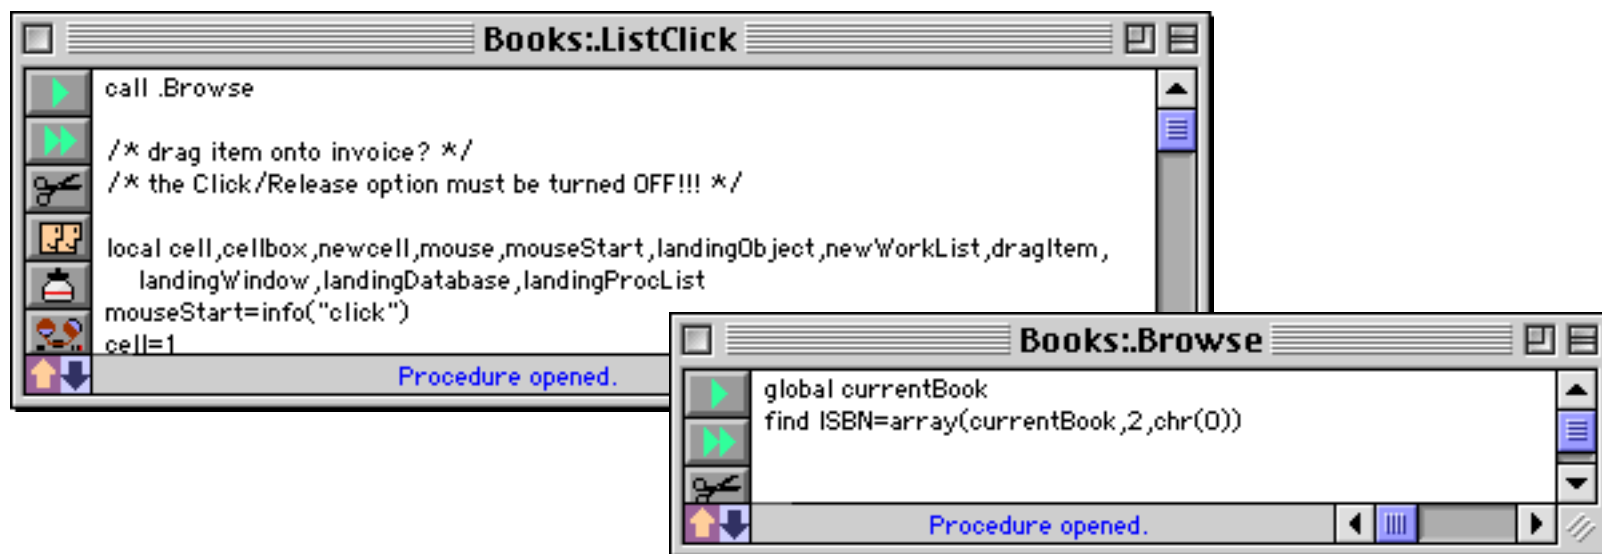 Books:.ListClick
call .Browse
/* drag item onto invoice? */
/* the Click/Release option must be turned OFF!!! */
local cell,cellbox,newcell,mouse,mouseStart,landingObject,newWorkList,dragItem,
landingWindow,landingDatabase,landingProcList
mouseStart=info("click")
cell=1
Procedure opened.
Books:.Browse
global currentBook
find ISBN=array(currentBook,2,chr(0))
Procedure opened.